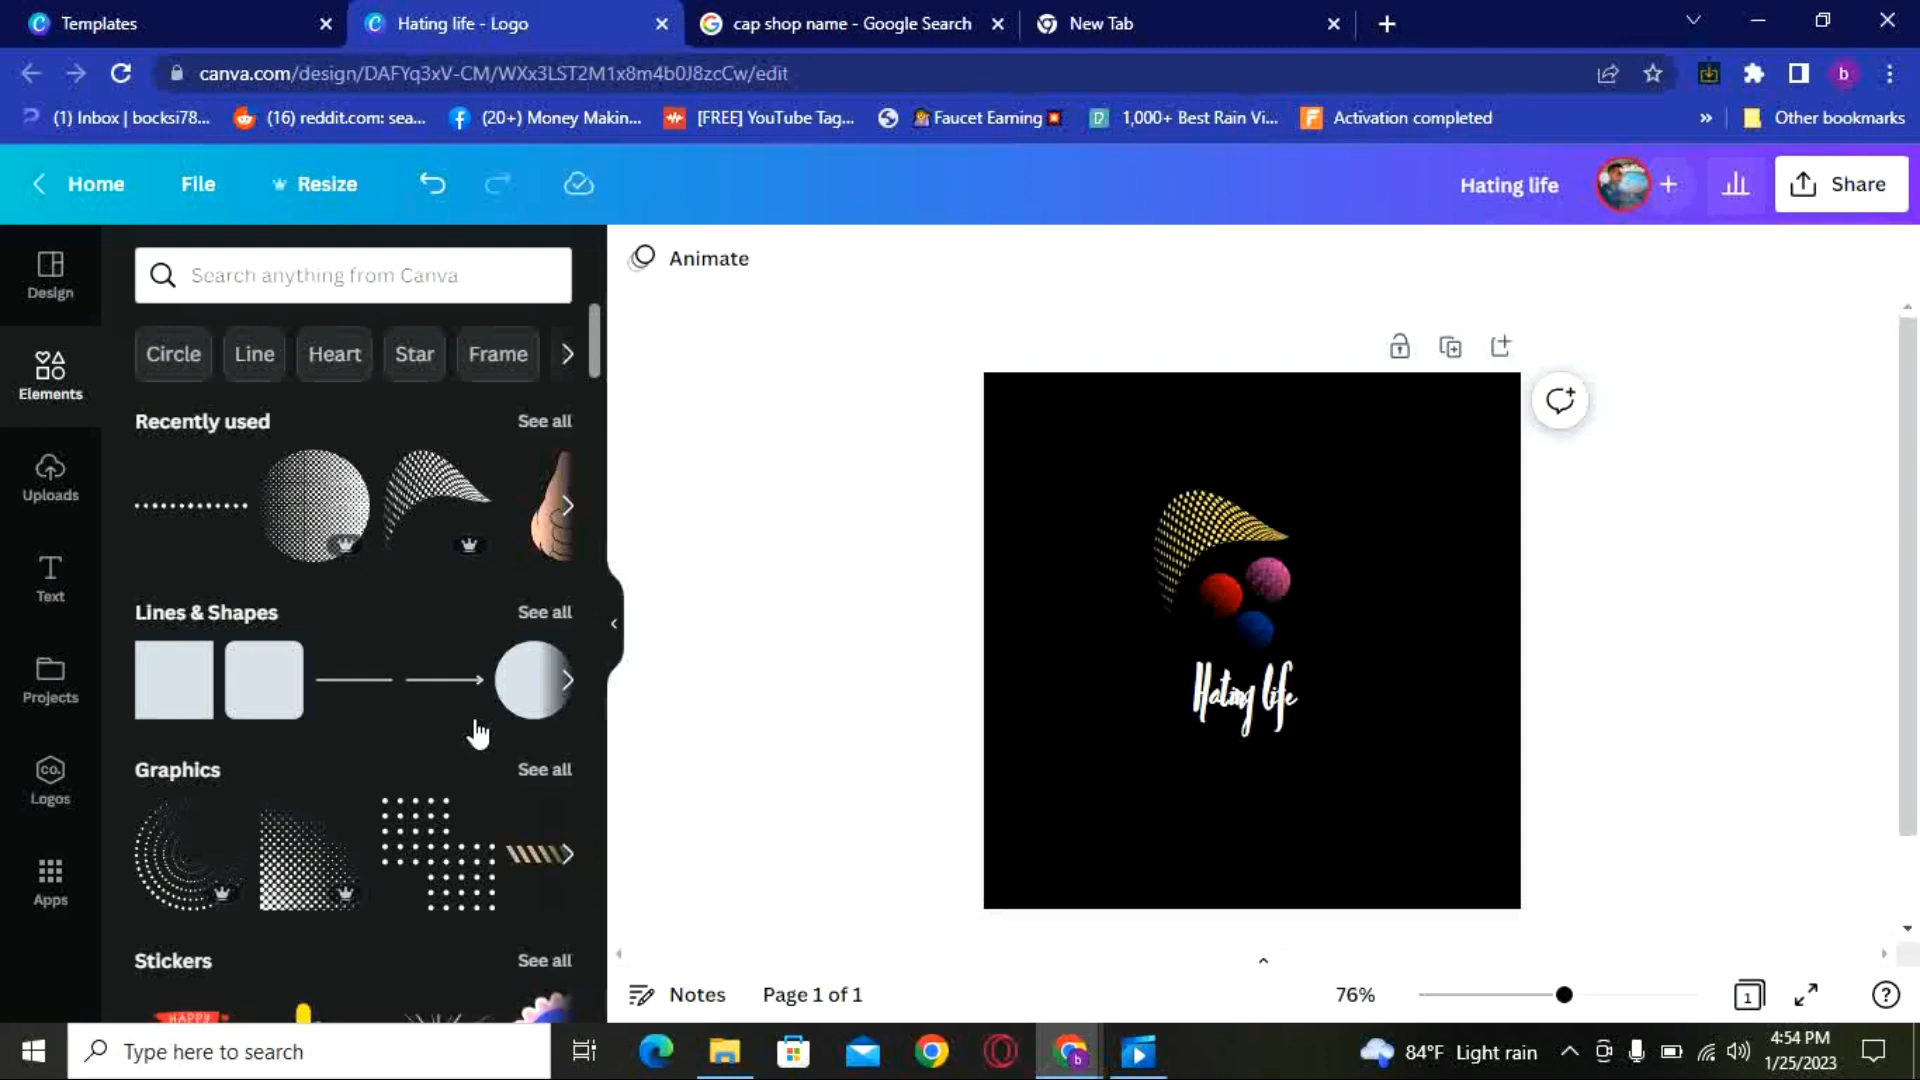 Templates
Hating life - Logo
cap shop name - Google Search
New Tab
canva.com/design/DAFYq3xV-CM/WXx3LST2M1x8m4b0J8zcCw/edit
b
(1) Inbox | bocksi78...
(16) reddit.com: sea...
(20+) Money Makin...
[FREE] YouTube Tag...
Faucet Earning
1,000+ Best Rain Vi...
Activation completed
»
Other bookmarks
Home
File
Resize
Hating life
Share
Design
Elements
Uploads
Text
Projects
CO.
Logos
Apps
Search anything from Canva
Circle
Line
Heart
Star
Frame
Recently used
See all
Lines & Shapes
See all
Graphics
See all
Stickers
See all
HAPPY
Animate
Hating life
Notes
Page 1 of 1
76%
1
Type here to search
b
84°F Light rain
4:54 PM
1/25/2023